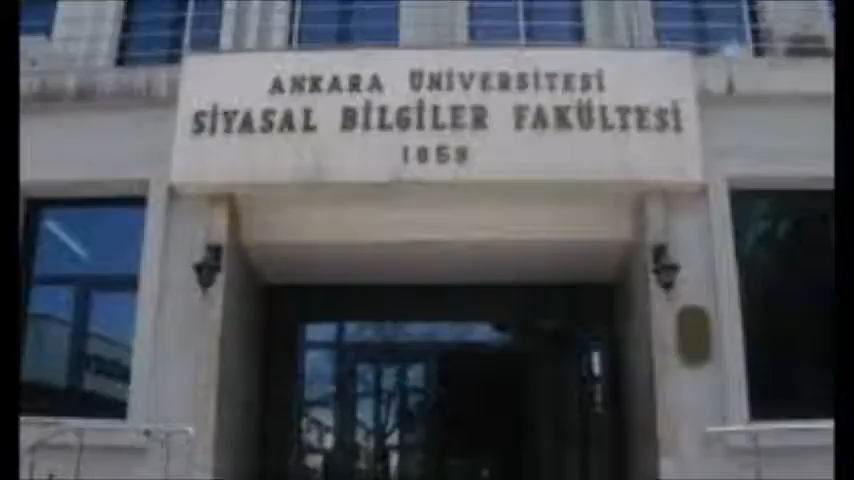 ANKARA ÜNİVERSİTESİ
SİYASAL BİLGİLER FAKÜLTESİ
1859